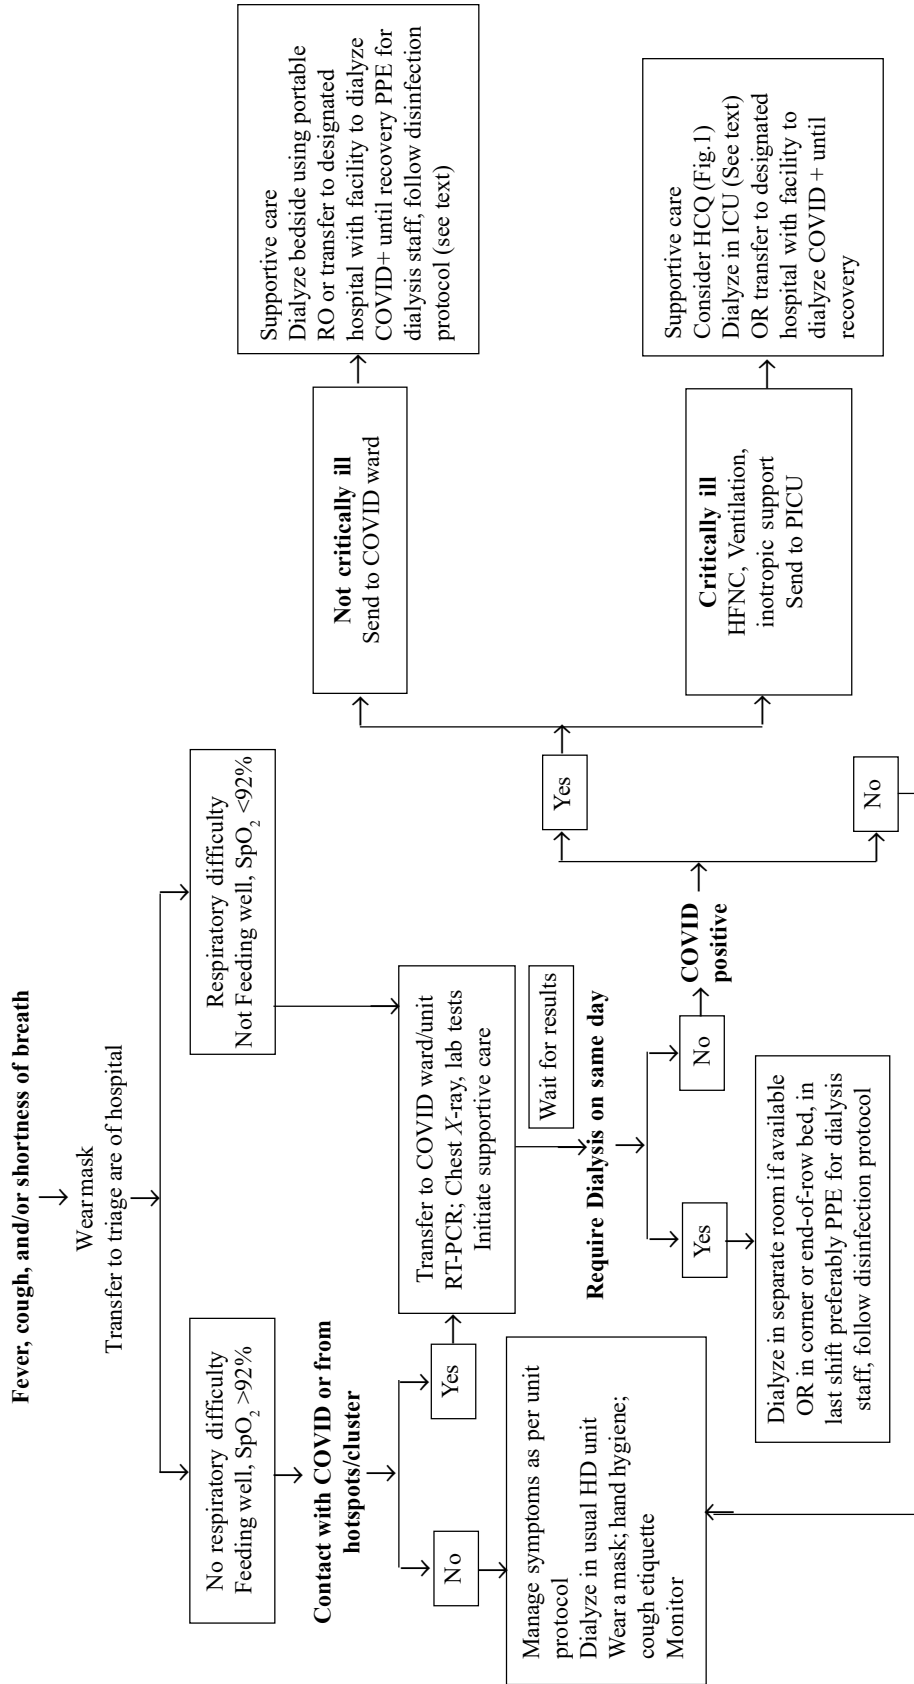 Fever, cough, and/or shortness of breath
Wear mask
Transfer to triage are of hospital
No respiratory difficulty
Feeding well, SpO₂ >92%
Respiratory difficulty
Not Feeding well, SpO₂ <92%
Contact with COVID or from
hotspots/cluster
No
Yes
Manage symptoms as per unit
protocol
Dialyze in usual HD unit
Wear a mask; hand hygiene;
cough etiquette
Monitor
Transfer to COVID ward/unit
RT-PCR; Chest X-ray, lab tests
Initiate supportive care
Wait for results
Require Dialysis on same day
Yes
No
Dialyze in separate room if available
OR in corner or end-of-row bed, in
last shift preferably PPE for dialysis
staff, follow disinfection protocol
COVID
positive
Yes
No
Not critically ill
Send to COVID ward
Supportive care
Dialyze bedside using portable
RO or transfer to designated
hospital with facility to dialyze
COVID+ until recovery PPE for
dialysis staff, follow disinfection
protocol (see text)
Critically ill
HFNC, Ventilation,
inotropic support
Send to PICU
Supportive care
Consider HCQ (Fig.1)
Dialyze in ICU (See text)
OR transfer to designated
hospital with facility to
dialyze COVID + until
recovery